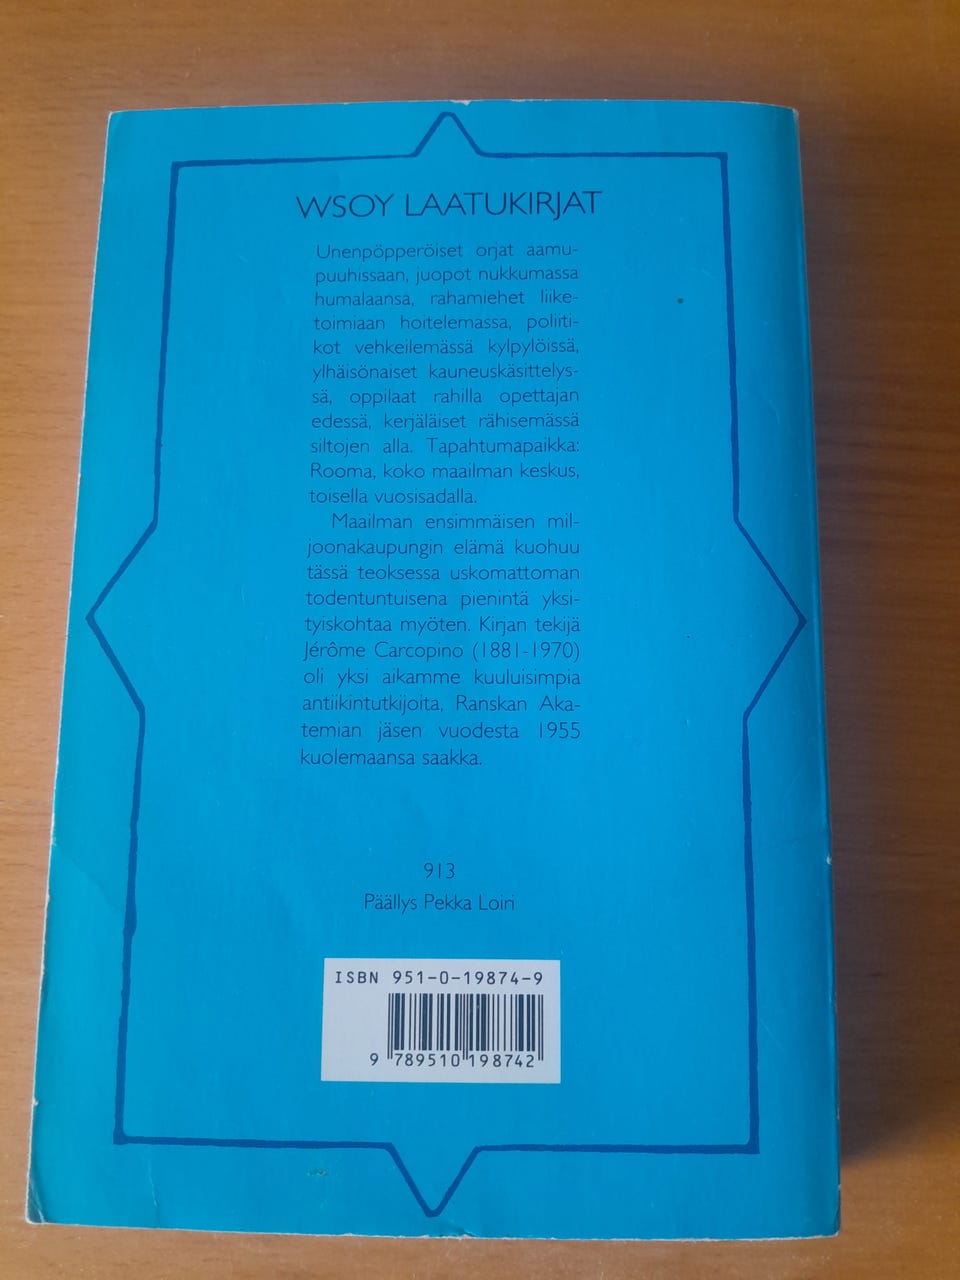 WSOY LAATUKIRJAT
Unenpöpperöiset orjat aamu-
puuhissaan, juopot nukkumassa
humalaansa, rahamiehet liike-
toimiaan hoitelemassa, poliiti-
kot vehkeilemässä kylpylöissä,
ylhäisönaiset kauneuskäsittelys-
sä, oppilaat rahilla opettajan
edessä, kerjäläiset rähisemässä
siltojen alla. Tapahtumapaikka:
Rooma, koko maailman keskus,
toisella vuosisadalla.
Maailman ensimmäisen mil-
joonakaupungin elämä kuohuu
tässä teoksessa uskomattoman
todentuntuisena pienintä yksi-
tyiskohtaa myöten. Kirjan tekijä
Jérôme Carcopino (1881-1970)
oli yksi aikamme kuuluisimpia
antiikintutkijoita, Ranskan Aka-
temian jäsen vuodesta 1955
kuolemaansa saakka.
913
Päällys Pekka Loiri
ISBN 951-0-19874-9
9 789510 198742